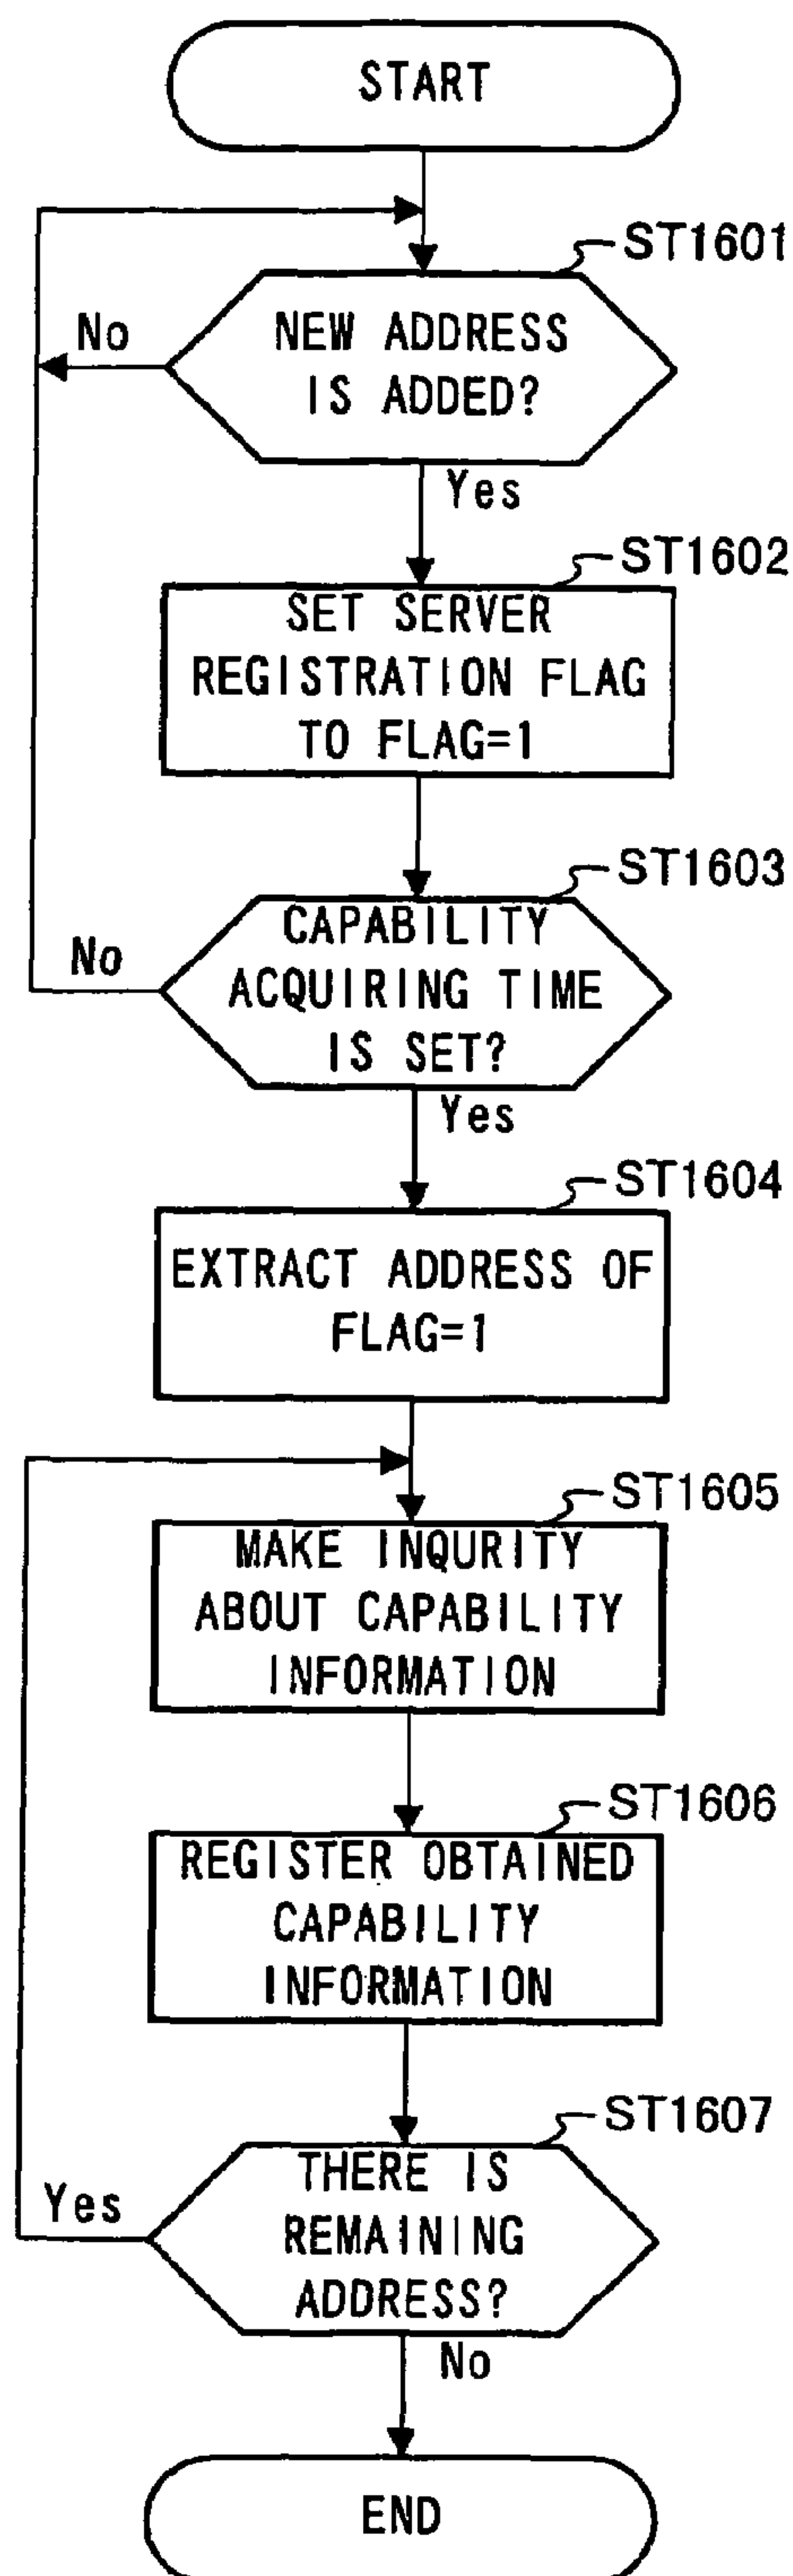 START
ST1601
NEW ADDRESS
IS ADDED?
No
Yes
ST1602
SET SERVER
REGISTRATION FLAG
TO FLAG=1
ST1603
CAPABILITY
ACQUIRING TIME
IS SET?
No
Yes
ST1604
EXTRACT ADDRESS OF
FLAG=1
ST1605
MAKE INQURITY
ABOUT CAPABILITY
INFORMATION
ST1606
REGISTER OBTAINED
CAPABILITY
INFORMATION
ST1607
THERE IS
REMAINING
ADDRESS?
Yes
No
END